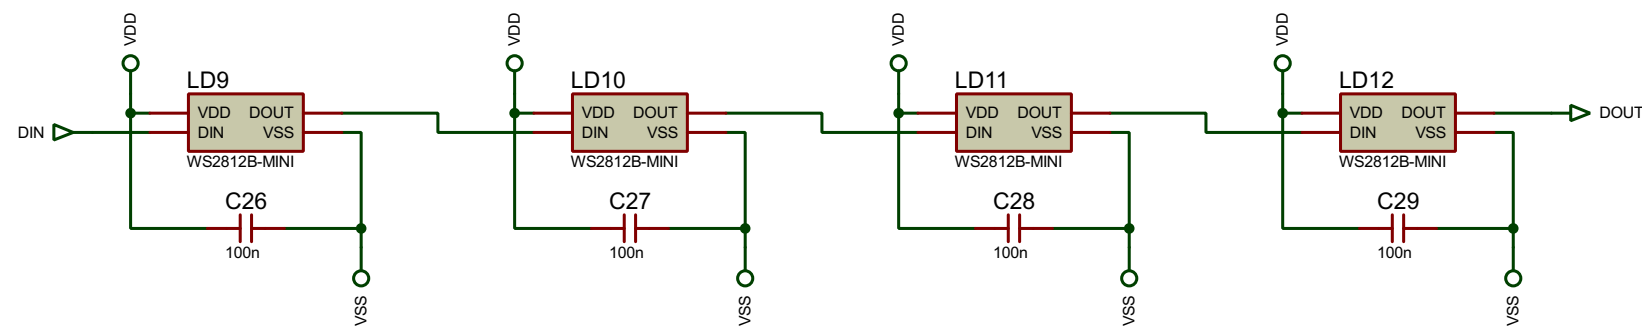 VDD
VDD
VDD
VDD
LD9
LD10
LD11
LD12
VDD DOUT
VDD DOUT
VDD DOUT
VDD DOUT
DOUT
DIN
DIN VSS
DIN VSS
DIN VSS
DIN VSS
WS2812B-MINI
WS2812B-MINI
WS2812B-MINI
WS2812B-MINI
C26
C27
C28
C29
100n
100n
100n
100n
VSS
VSS
VSS
VSS